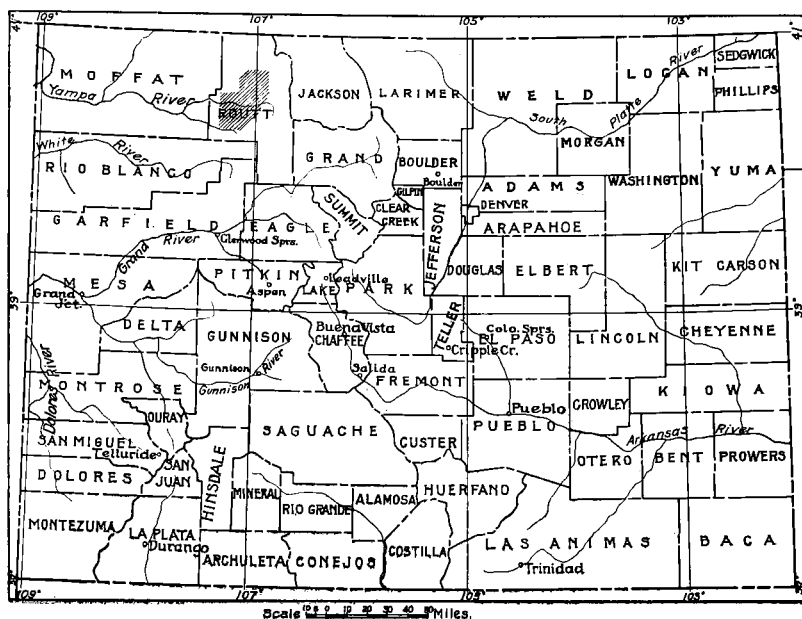 109° 107° 105° 103°
41° 41°
MOFFAT
Yampa River
ROUTT
JACKSON
LARIMER
WELD
LOGAN
River
SEDGWICK
PHILLIPS
South Platte
MORGAN
White River
RIO BLANCO
GRAND
BOULDER
Boulder
GILPIN
CLEAR
CREEK
ADAMS
DENVER
WASHINGTON
YUMA
GARFIELD
EAGLE
SUMMIT
JEFFERSON
ARAPAHOE
Grand River
Glenwood Sprs.
MESA
Grand
Jct.
PITKIN
Aspen
Leadville
LAKE
PARK
DOUGLAS
ELBERT
KIT CARSON
39° 39°
DELTA
GUNNISON
Gunnison
Gunnison River
Buena Vista
CHAFFEE
Salida
TELLER
Colo. Sprs.
EL PASO
Cripple Cr.
LINCOLN
CHEYENNE
MONTROSE
Dolores River
OURAY
FREMONT
Pueblo
PUEBLO
CROWLEY
KIOWA
SAN MIGUEL
Telluride
SAN
JUAN
HINSDALE
SAGUACHE
CUSTER
Arkansas River
OTERO
BENT
PROWERS
DOLORES
MINERAL
RIO GRANDE
ALAMOSA
HUERFANO
MONTEZUMA
LA PLATA
Durango
ARCHULETA
CONEJOS
COSTILLA
LAS ANIMAS
Trinidad
BACA
109° 107° 105° 103°
Scale 10 5 0 10 20 30 40 50 Miles.